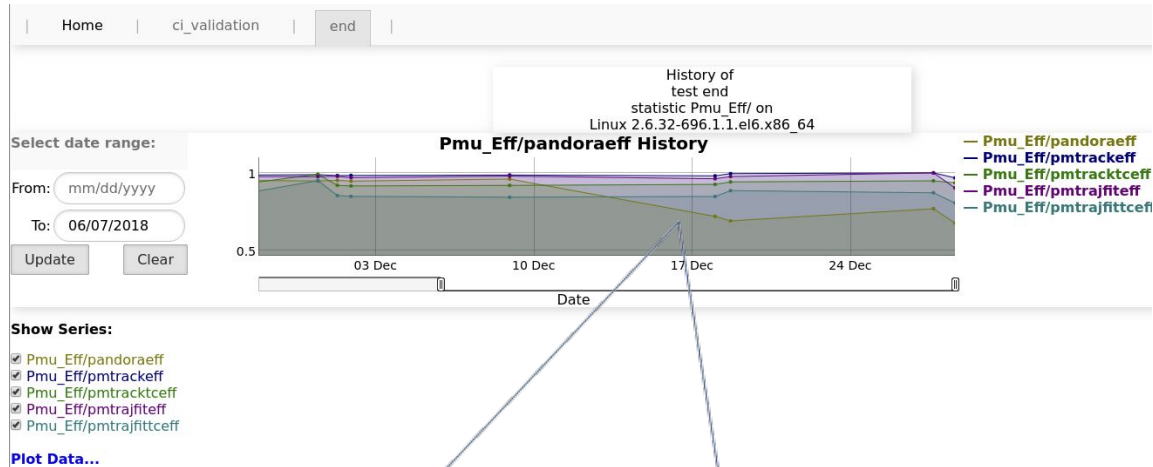 | Home | ci_validation | end |
History of
test end
statistic Pmu_Eff/ on
Linux 2.6.32-696.1.1.el6.x86_64
Select date range:
From: mm/dd/yyyy
To: 06/07/2018
Update Clear
Pmu_Eff/pandoraeff History
1
0.5
03 Dec 10 Dec 17 Dec 24 Dec
Date
Pmu_Eff/pandoraeff
Pmu_Eff/pmtrackeff
Pmu_Eff/pmtracktceff
Pmu_Eff/pmtrajfiteff
Pmu_Eff/pmtrajfittceff
Show Series:
Pmu_Eff/pandoraeff
Pmu_Eff/pmtrackeff
Pmu_Eff/pmtracktceff
Pmu_Eff/pmtrajfiteff
Pmu_Eff/pmtrajfittceff
Plot Data...